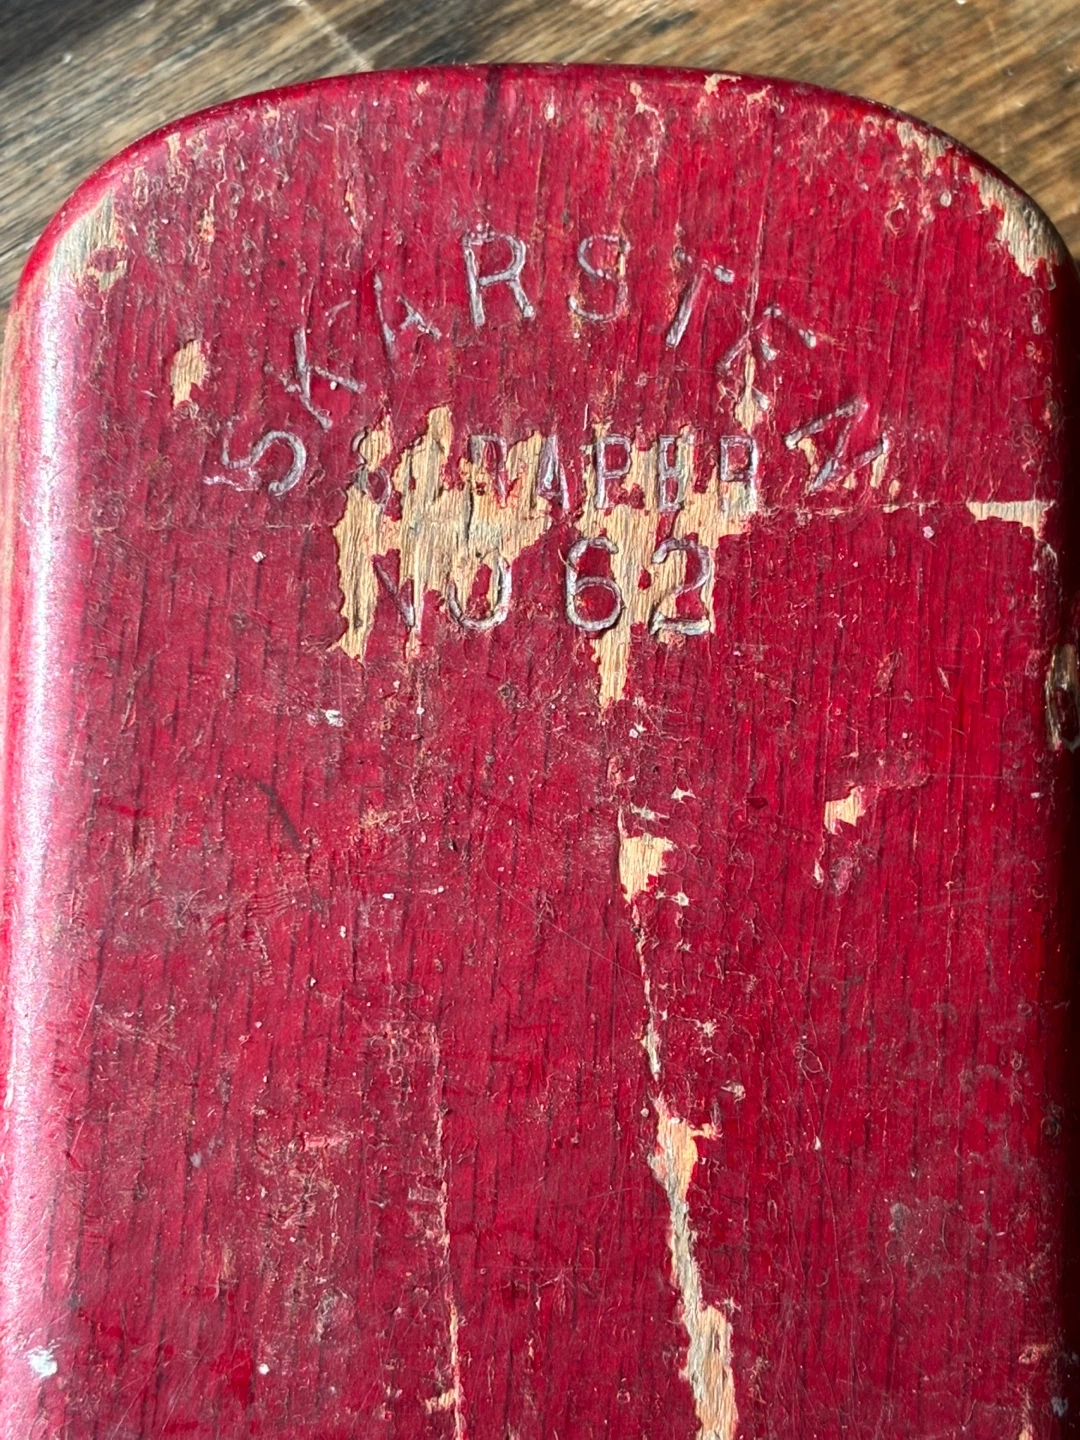 SKARSTEN
SCRAPER
NO 62